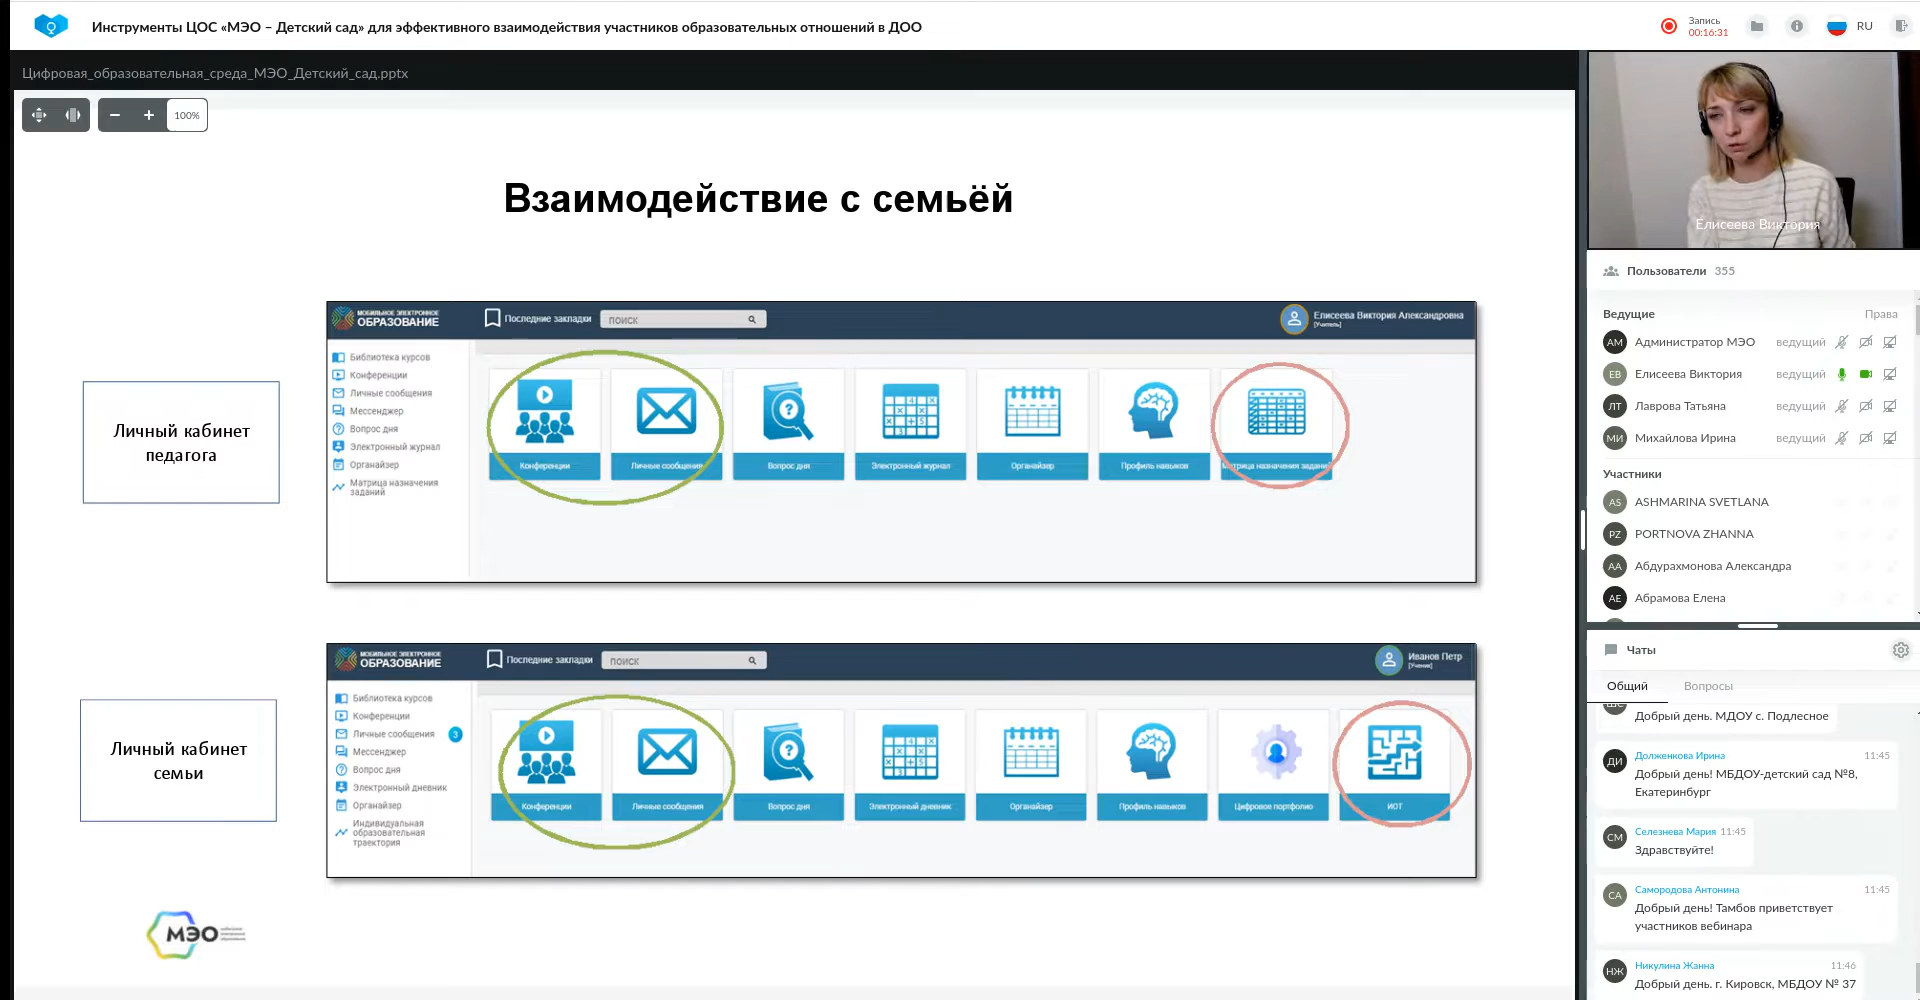 Инструменты ЦОС «МЭО – Детский сад» для эффективного взаимодействия участников образовательных отношений в ДОО
Запись
00:16:31
RU
Цифровая_образовательная_среда_МЭО_Детский_сад.pptx
100%
Взаимодействие с семьёй
Личный кабинет
педагога
МОБИЛЬНОЕ ЭЛЕКТРОННОЕ
ОБРАЗОВАНИЕ
Последние закладки
поиск
Елисеева Виктория Александровна
[Учитель]
Библиотека курсов
Конференции
Личные сообщения
Мессенджер
Вопрос дня
Электронный журнал
Органайзер
Матрица назначения
заданий
Конференции
Личные сообщения
Вопрос дня
Электронный журнал
Органайзер
Профиль навыков
Матрица назначения заданий
Личный кабинет
семьи
МОБИЛЬНОЕ ЭЛЕКТРОННОЕ
ОБРАЗОВАНИЕ
Последние закладки
поиск
Иванов Петр
[Ученик]
Библиотека курсов
Конференции
Личные сообщения
3
Мессенджер
Вопрос дня
Электронный дневник
Органайзер
Индивидуальная
образовательная
траектория
Конференции
Личные сообщения
Вопрос дня
Электронный дневник
Органайзер
Профиль навыков
Цифровое портфолио
ИОТ
МЭО
Елисеева Виктория
Пользователи 355
Ведущие Права
АМ Администратор МЭО ведущий
ЕВ Елисеева Виктория ведущий
ЛТ Лаврова Татьяна ведущий
МИ Михайлова Ирина ведущий
Участники
AS ASHMARINA SVETLANA
PZ PORTNOVA ZHANNA
АА Абдурахмонова Александра
АЕ Абрамова Елена
Чаты
Общий Вопросы
Добрый день. МДОУ с. Подлесное
ДИ Долженкова Ирина 11:45
Добрый день! МБДОУ-детский сад №8,
Екатеринбург
СМ Селезнева Мария 11:45
Здравствуйте!
СА Самородова Антонина 11:45
Добрый день! Тамбов приветствует
участников вебинара
НЖ Никулина Жанна 11:46
Добрый день. г. Кировск, МБДОУ № 37